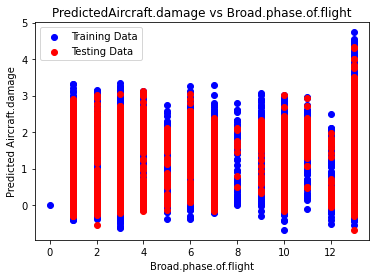 PredictedAircraft.damage vs Broad.phase.of.flight
Training Data
Testing Data
Predicted Aircraft.damage
5
4
3
2
1
0
0 2 4 6 8 10 12
Broad.phase.of.flight